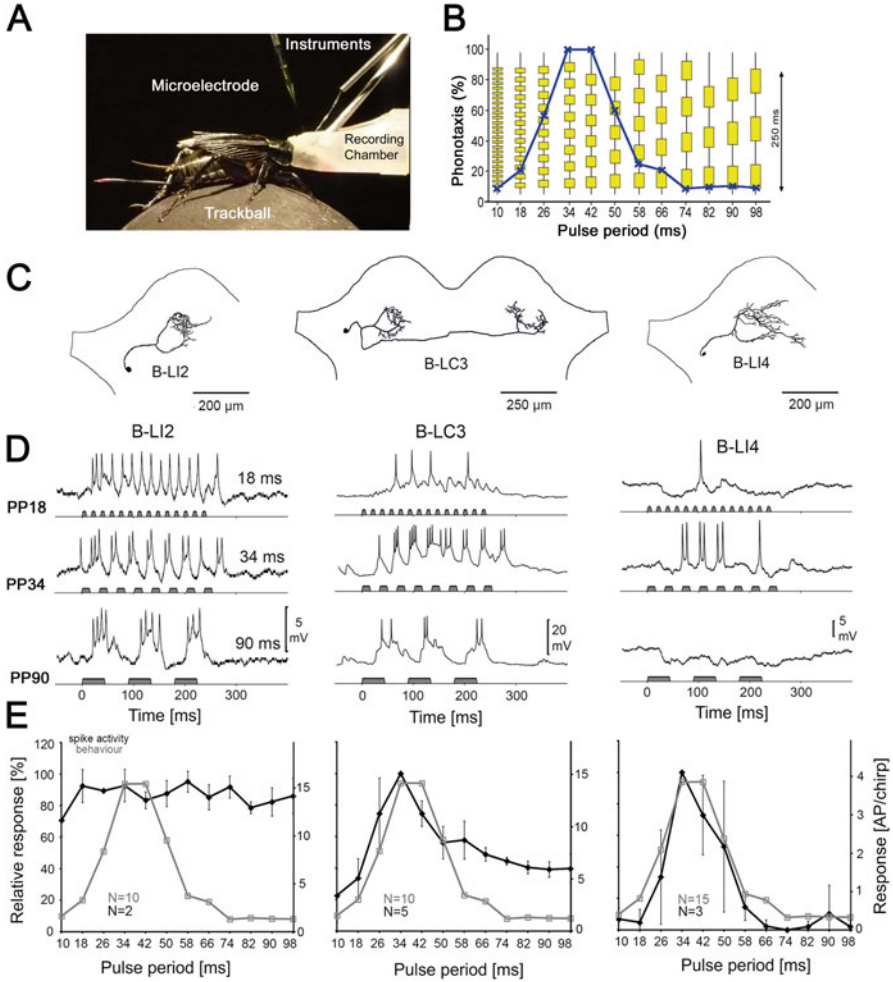 A
Instruments
Microelectrode
Recording
Chamber
Trackball
B
Phonotaxis (%)
100
80
60
40
20
0
10 18 26 34 42 50 58 66 74 82 90 98
Pulse period (ms)
250 ms
C
B-LI2
200 µm
B-LC3
250 µm
B-LI4
200 µm
D
B-LI2
B-LC3
B-LI4
PP18
18 ms
PP34
34 ms
PP90
90 ms
5
mV
20
mV
5
mV
0 100 200 300
Time [ms]
0 100 200 300
Time [ms]
0 100 200 300
Time [ms]
E
spike activity
behaviour
Relative response [%]
120
100
80
60
40
20
0
15
10
5
0
N=10
N=2
10 18 26 34 42 50 58 66 74 82 90 98
Pulse period [ms]
15
10
5
0
N=10
N=5
10 18 26 34 42 50 58 66 74 82 90 98
Pulse period [ms]
4
3
2
1
0
N=15
N=3
10 18 26 34 42 50 58 66 74 82 90 98
Pulse period [ms]
Response [AP/chirp]